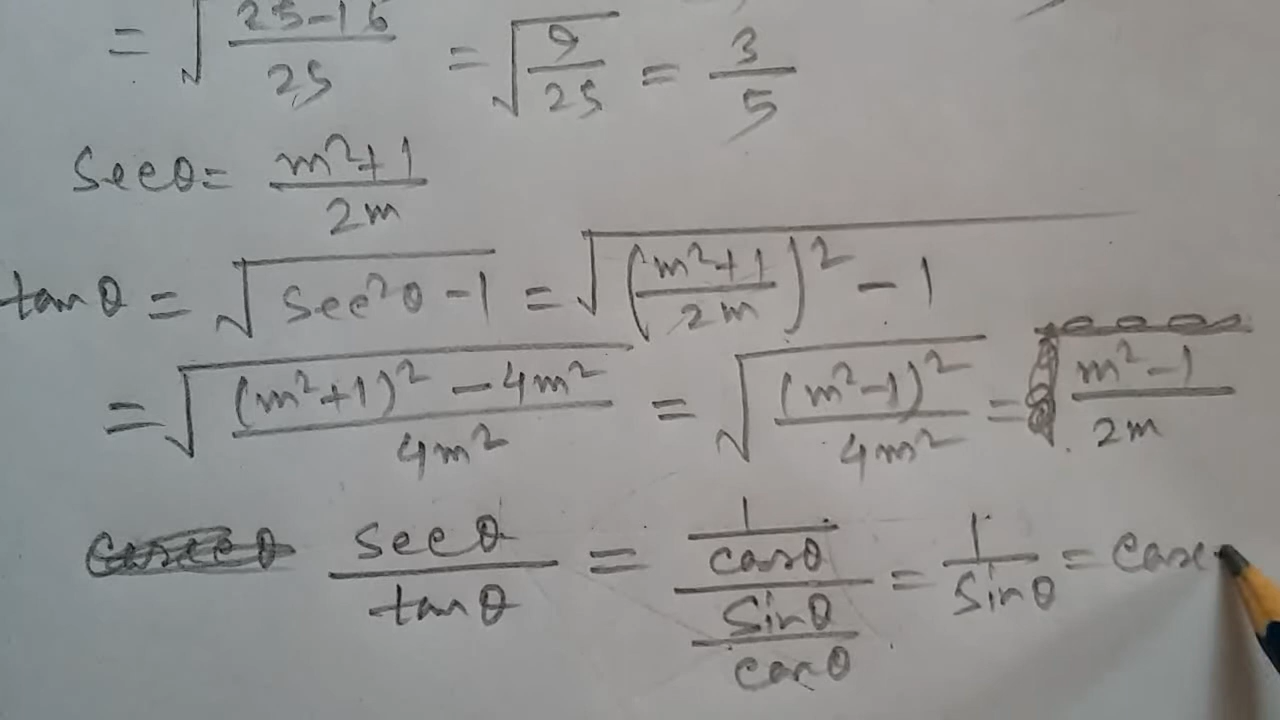 = √(25-16/25) = √(9/25) = 3/5
Secθ = m²+1/2m
tanθ = √(Sec²θ -1) = √((m²+1/2m)² - 1)
= √((m²+1)² - 4m²/4m²) = √((m²-1)²/4m²) = m²-1/2m
secθ/tanθ = 1/cosθ/sinθ/cosθ = 1/Sinθ = cosec